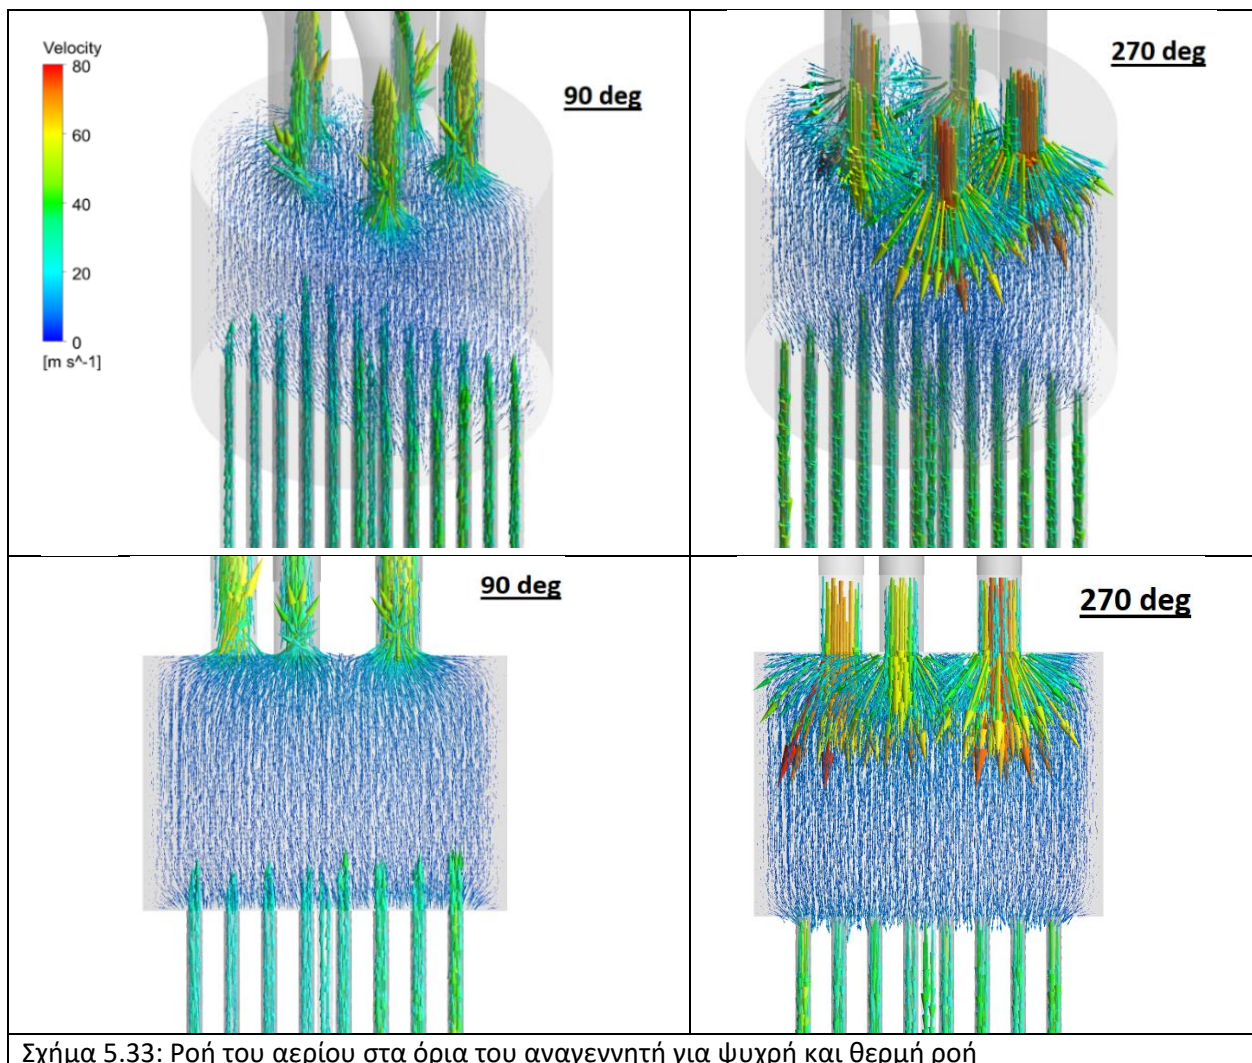 Velocity
80
60
40
20
0
[m s^-1]
90 deg
270 deg
90 deg
270 deg
Σχήμα 5.33: Ροή του αερίου στα όρια του αναγεννητή για ψυχρή και θερμή ροή